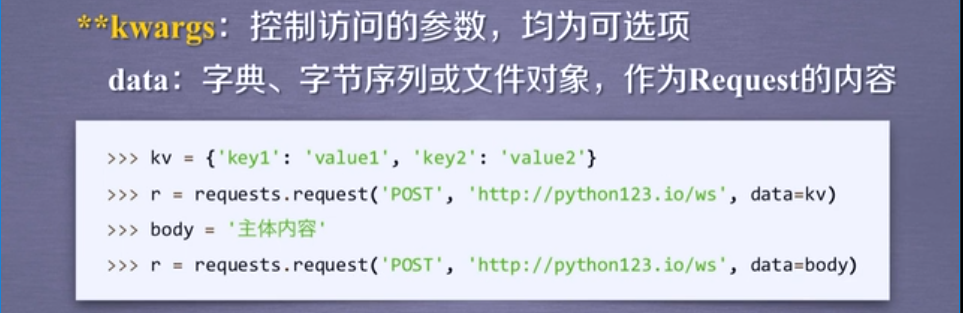 **kwargs：控制访问的参数，均为可选项
data：字典、字节序列或文件对象，作为Request的内容
>>> kv = {'key1': 'value1', 'key2': 'value2'}
>>> r = requests.request('POST', 'http://python123.io/ws', data=kv)
>>> body = '主体内容'
>>> r = requests.request('POST', 'http://python123.io/ws', data=body)